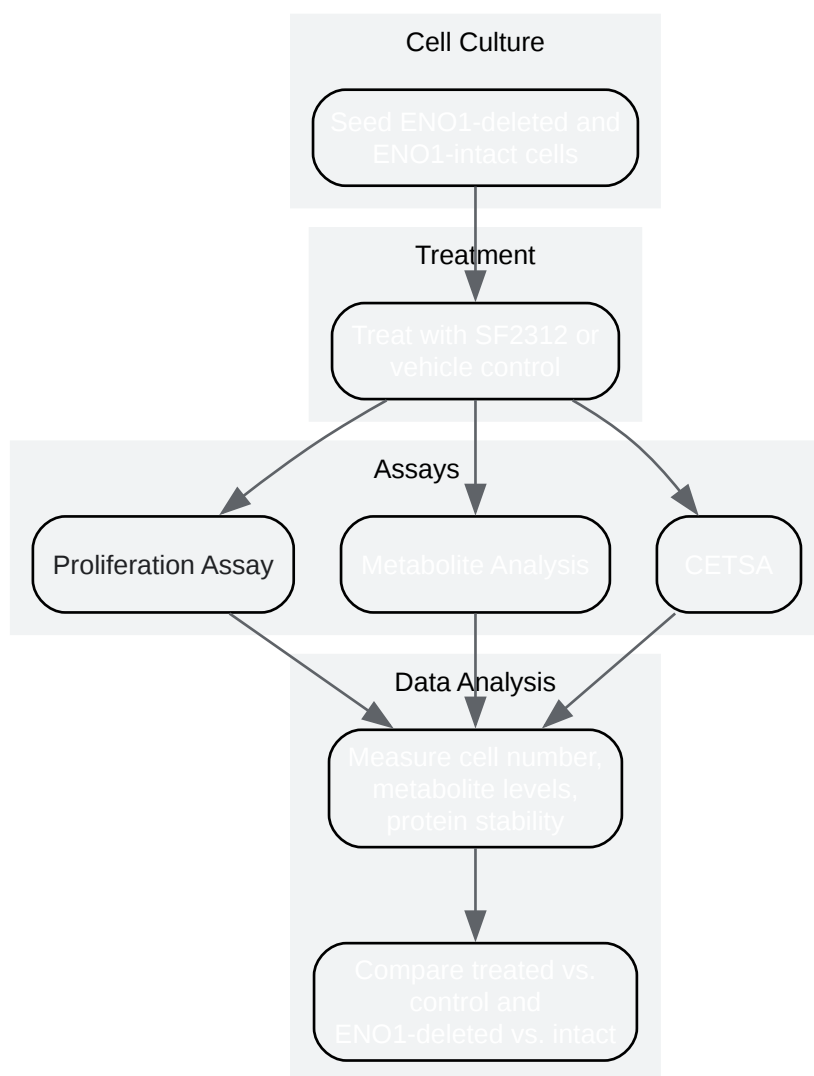 Cell Culture
Seed ENO1-deleted and
ENO1-intact cells
Treatment
Treat with SF2312 or
vehicle control
Assays
Proliferation Assay
Metabolite Analysis
CETSA
Data Analysis
Measure cell number,
metabolite levels,
protein stability
Compare treated vs.
control and
ENO1-deleted vs. intact